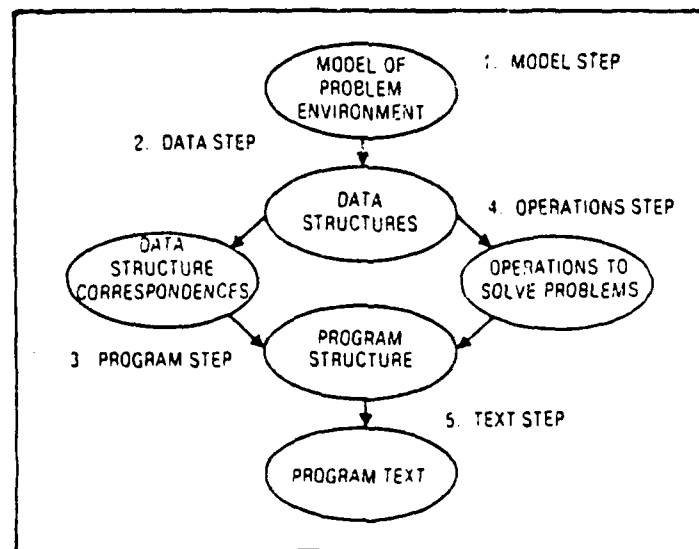 MODEL OF
PROBLEM
ENVIRONMENT
1. MODEL STEP
2. DATA STEP
DATA
STRUCTURES
4. OPERATIONS STEP
DATA
STRUCTURE
CORRESPONDENCES
OPERATIONS TO
SOLVE PROBLEMS
PROGRAM
STRUCTURE
3 PROGRAM STEP
5. TEXT STEP
PROGRAM TEXT